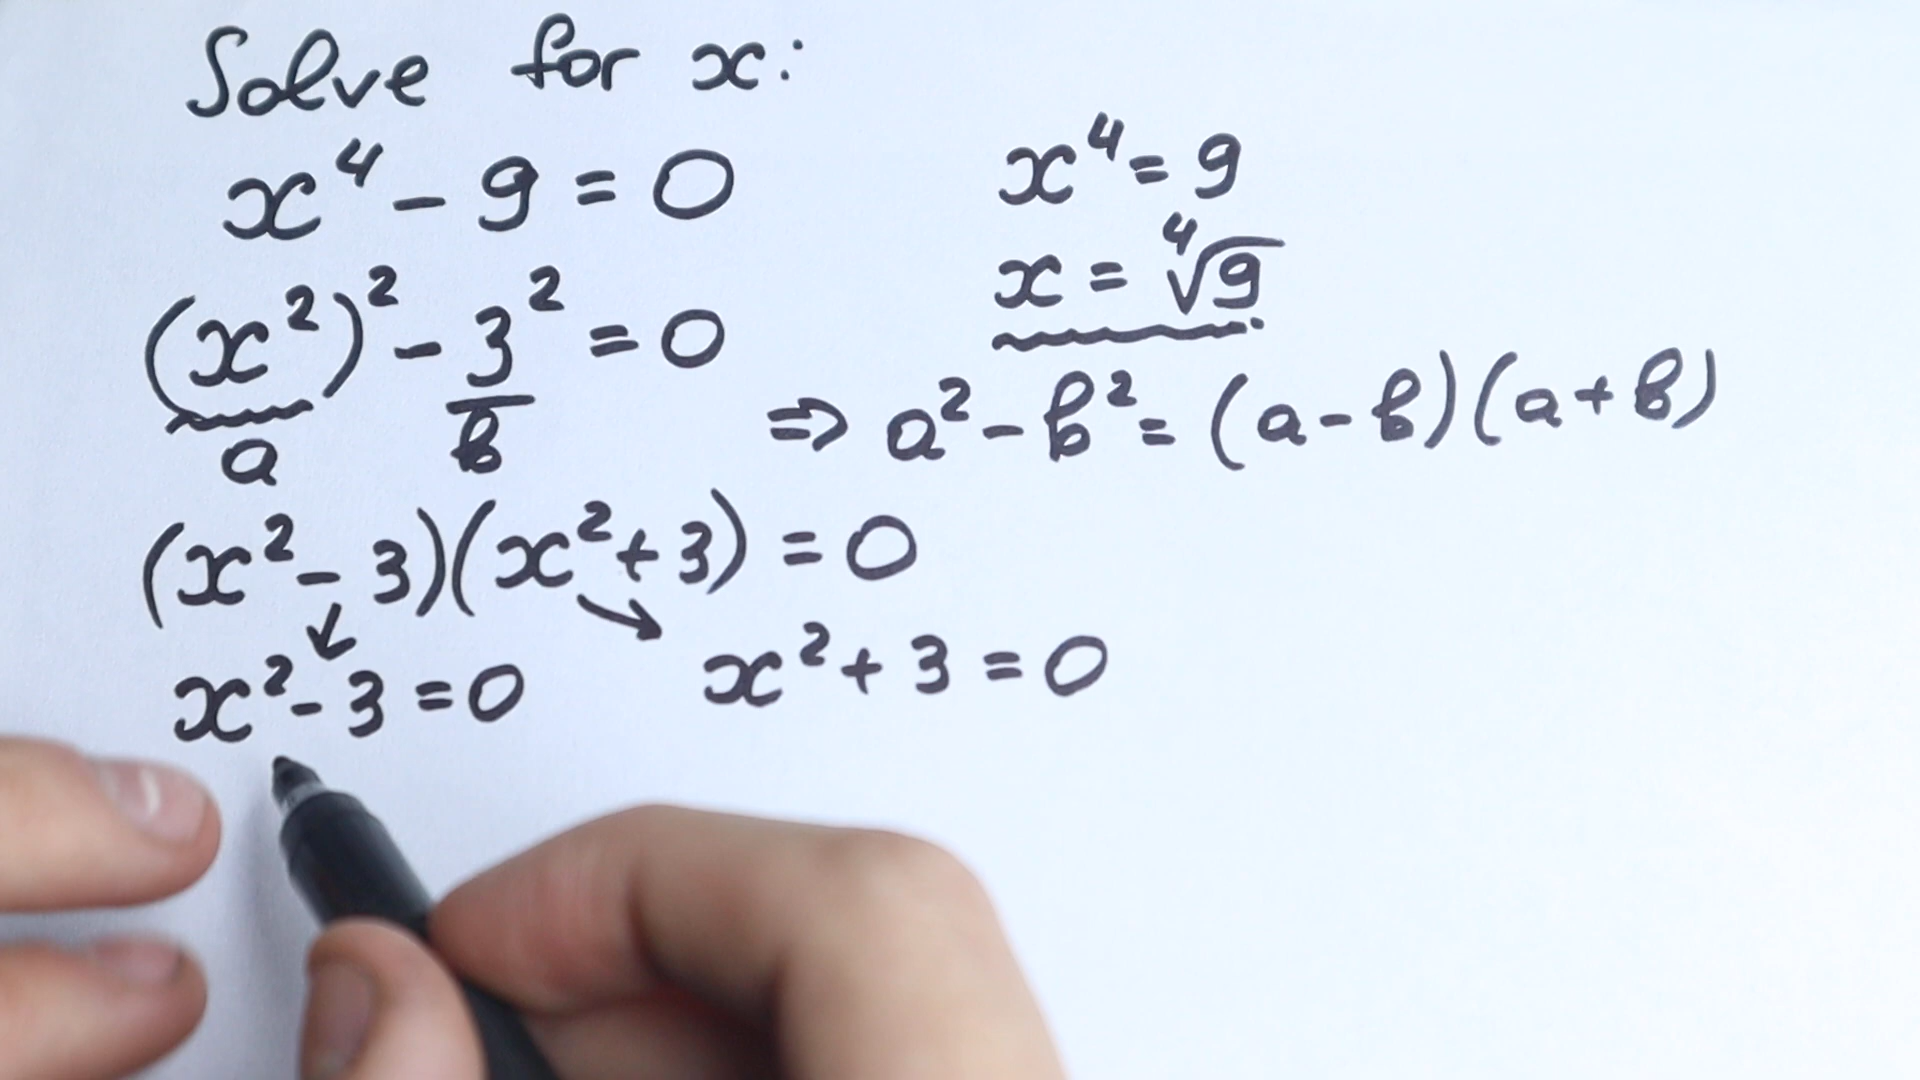 Solve for x:
x⁴ - 9 = 0
x⁴ = 9
x = ⁴√9
(x²)² - 3² = 0
a b
⇒ a² - b² = (a - b)(a + b)
(x² - 3)(x² + 3) = 0
↓ ↘
x² - 3 = 0 x² + 3 = 0